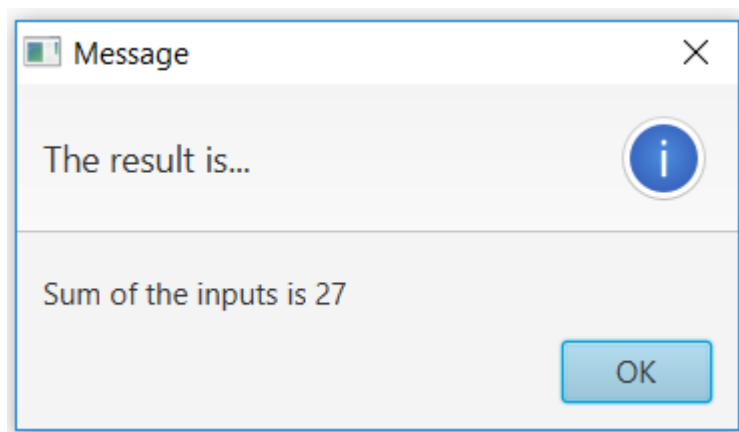 Message
The result is...
i
Sum of the inputs is 27
OK